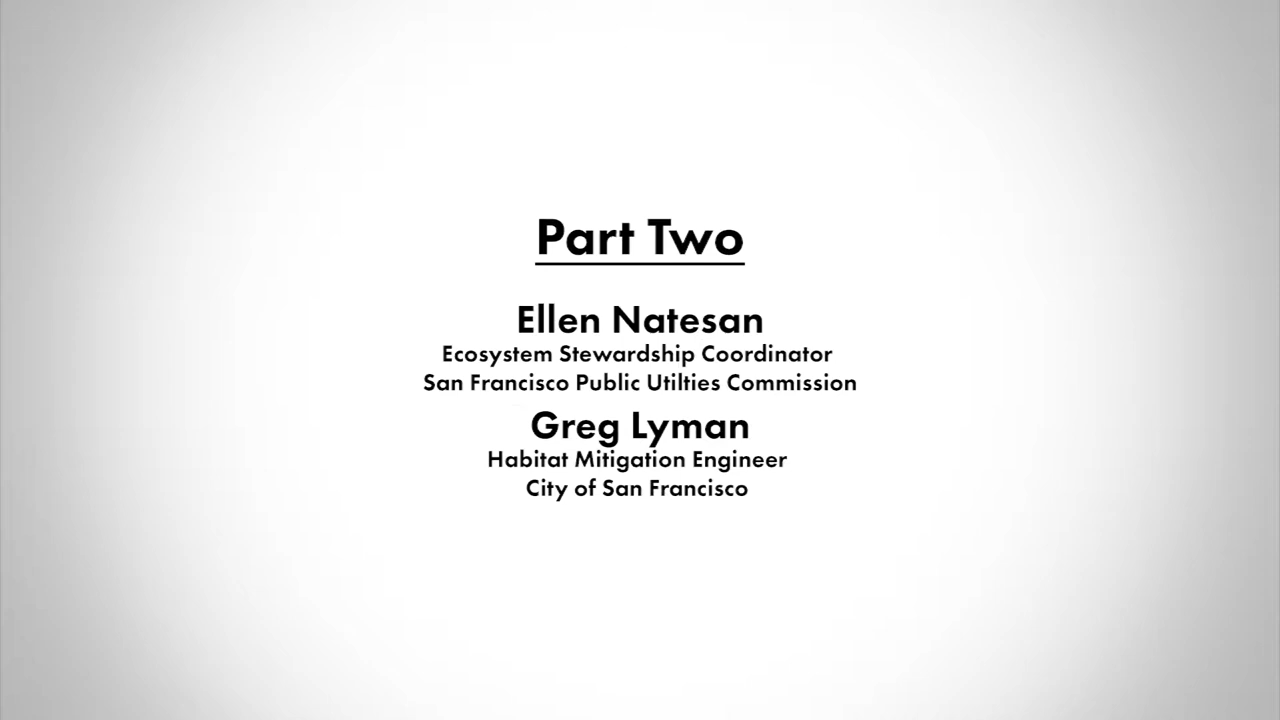 Part Two
Ellen Natesan
Ecosystem Stewardship Coordinator
San Francisco Public Utilties Commission
Greg Lyman
Habitat Mitigation Engineer
City of San Francisco